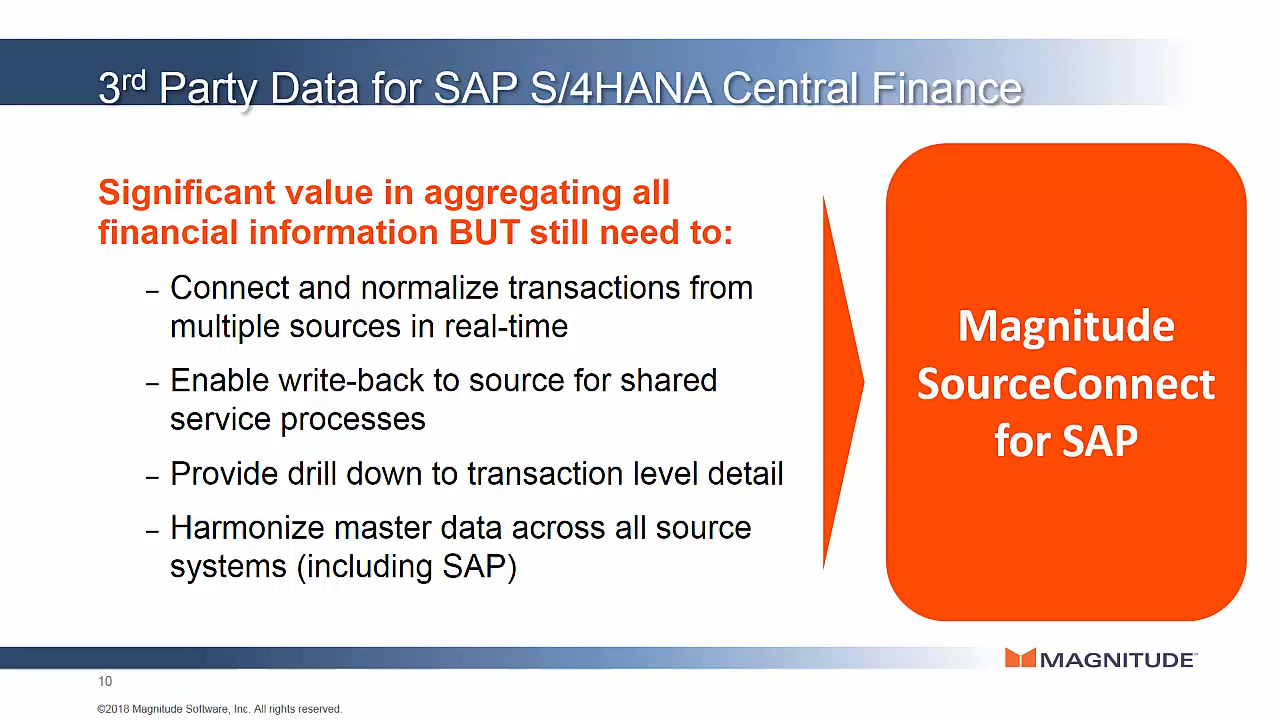 3rd Party Data for SAP S/4HANA Central Finance
Significant value in aggregating all
financial information BUT still need to:
– Connect and normalize transactions from
multiple sources in real-time
– Enable write-back to source for shared
service processes
– Provide drill down to transaction level detail
– Harmonize master data across all source
systems (including SAP)
Magnitude
SourceConnect
for SAP
MAGNITUDE™
10
©2018 Magnitude Software, Inc. All rights reserved.